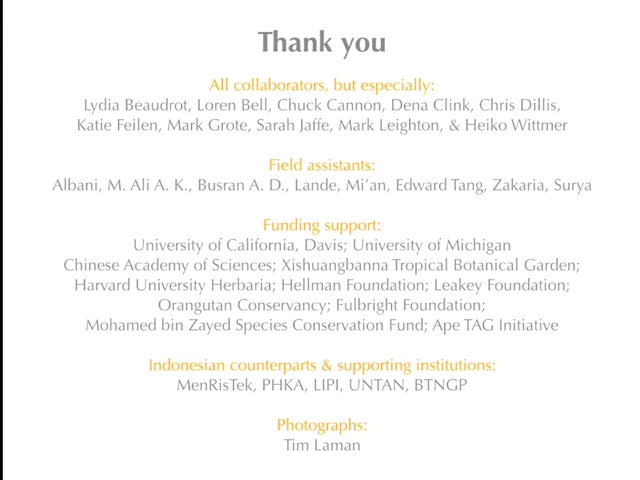 Thank you
All collaborators, but especially:
Lydia Beaudrot, Loren Bell, Chuck Cannon, Dena Clink, Chris Dillis,
Katie Feilen, Mark Grote, Sarah Jaffe, Mark Leighton, & Heiko Wittmer
Field assistants:
Albani, M. Ali A. K., Busran A. D., Lande, Mi’an, Edward Tang, Zakaria, Surya
Funding support:
University of California, Davis; University of Michigan
Chinese Academy of Sciences; Xishuangbanna Tropical Botanical Garden;
Harvard University Herbaria; Hellman Foundation; Leakey Foundation;
Orangutan Conservancy; Fulbright Foundation;
Mohamed bin Zayed Species Conservation Fund; Ape TAG Initiative
Indonesian counterparts & supporting institutions:
MenRisTek, PHKA, LIPI, UNTAN, BTNGP
Photographs:
Tim Laman